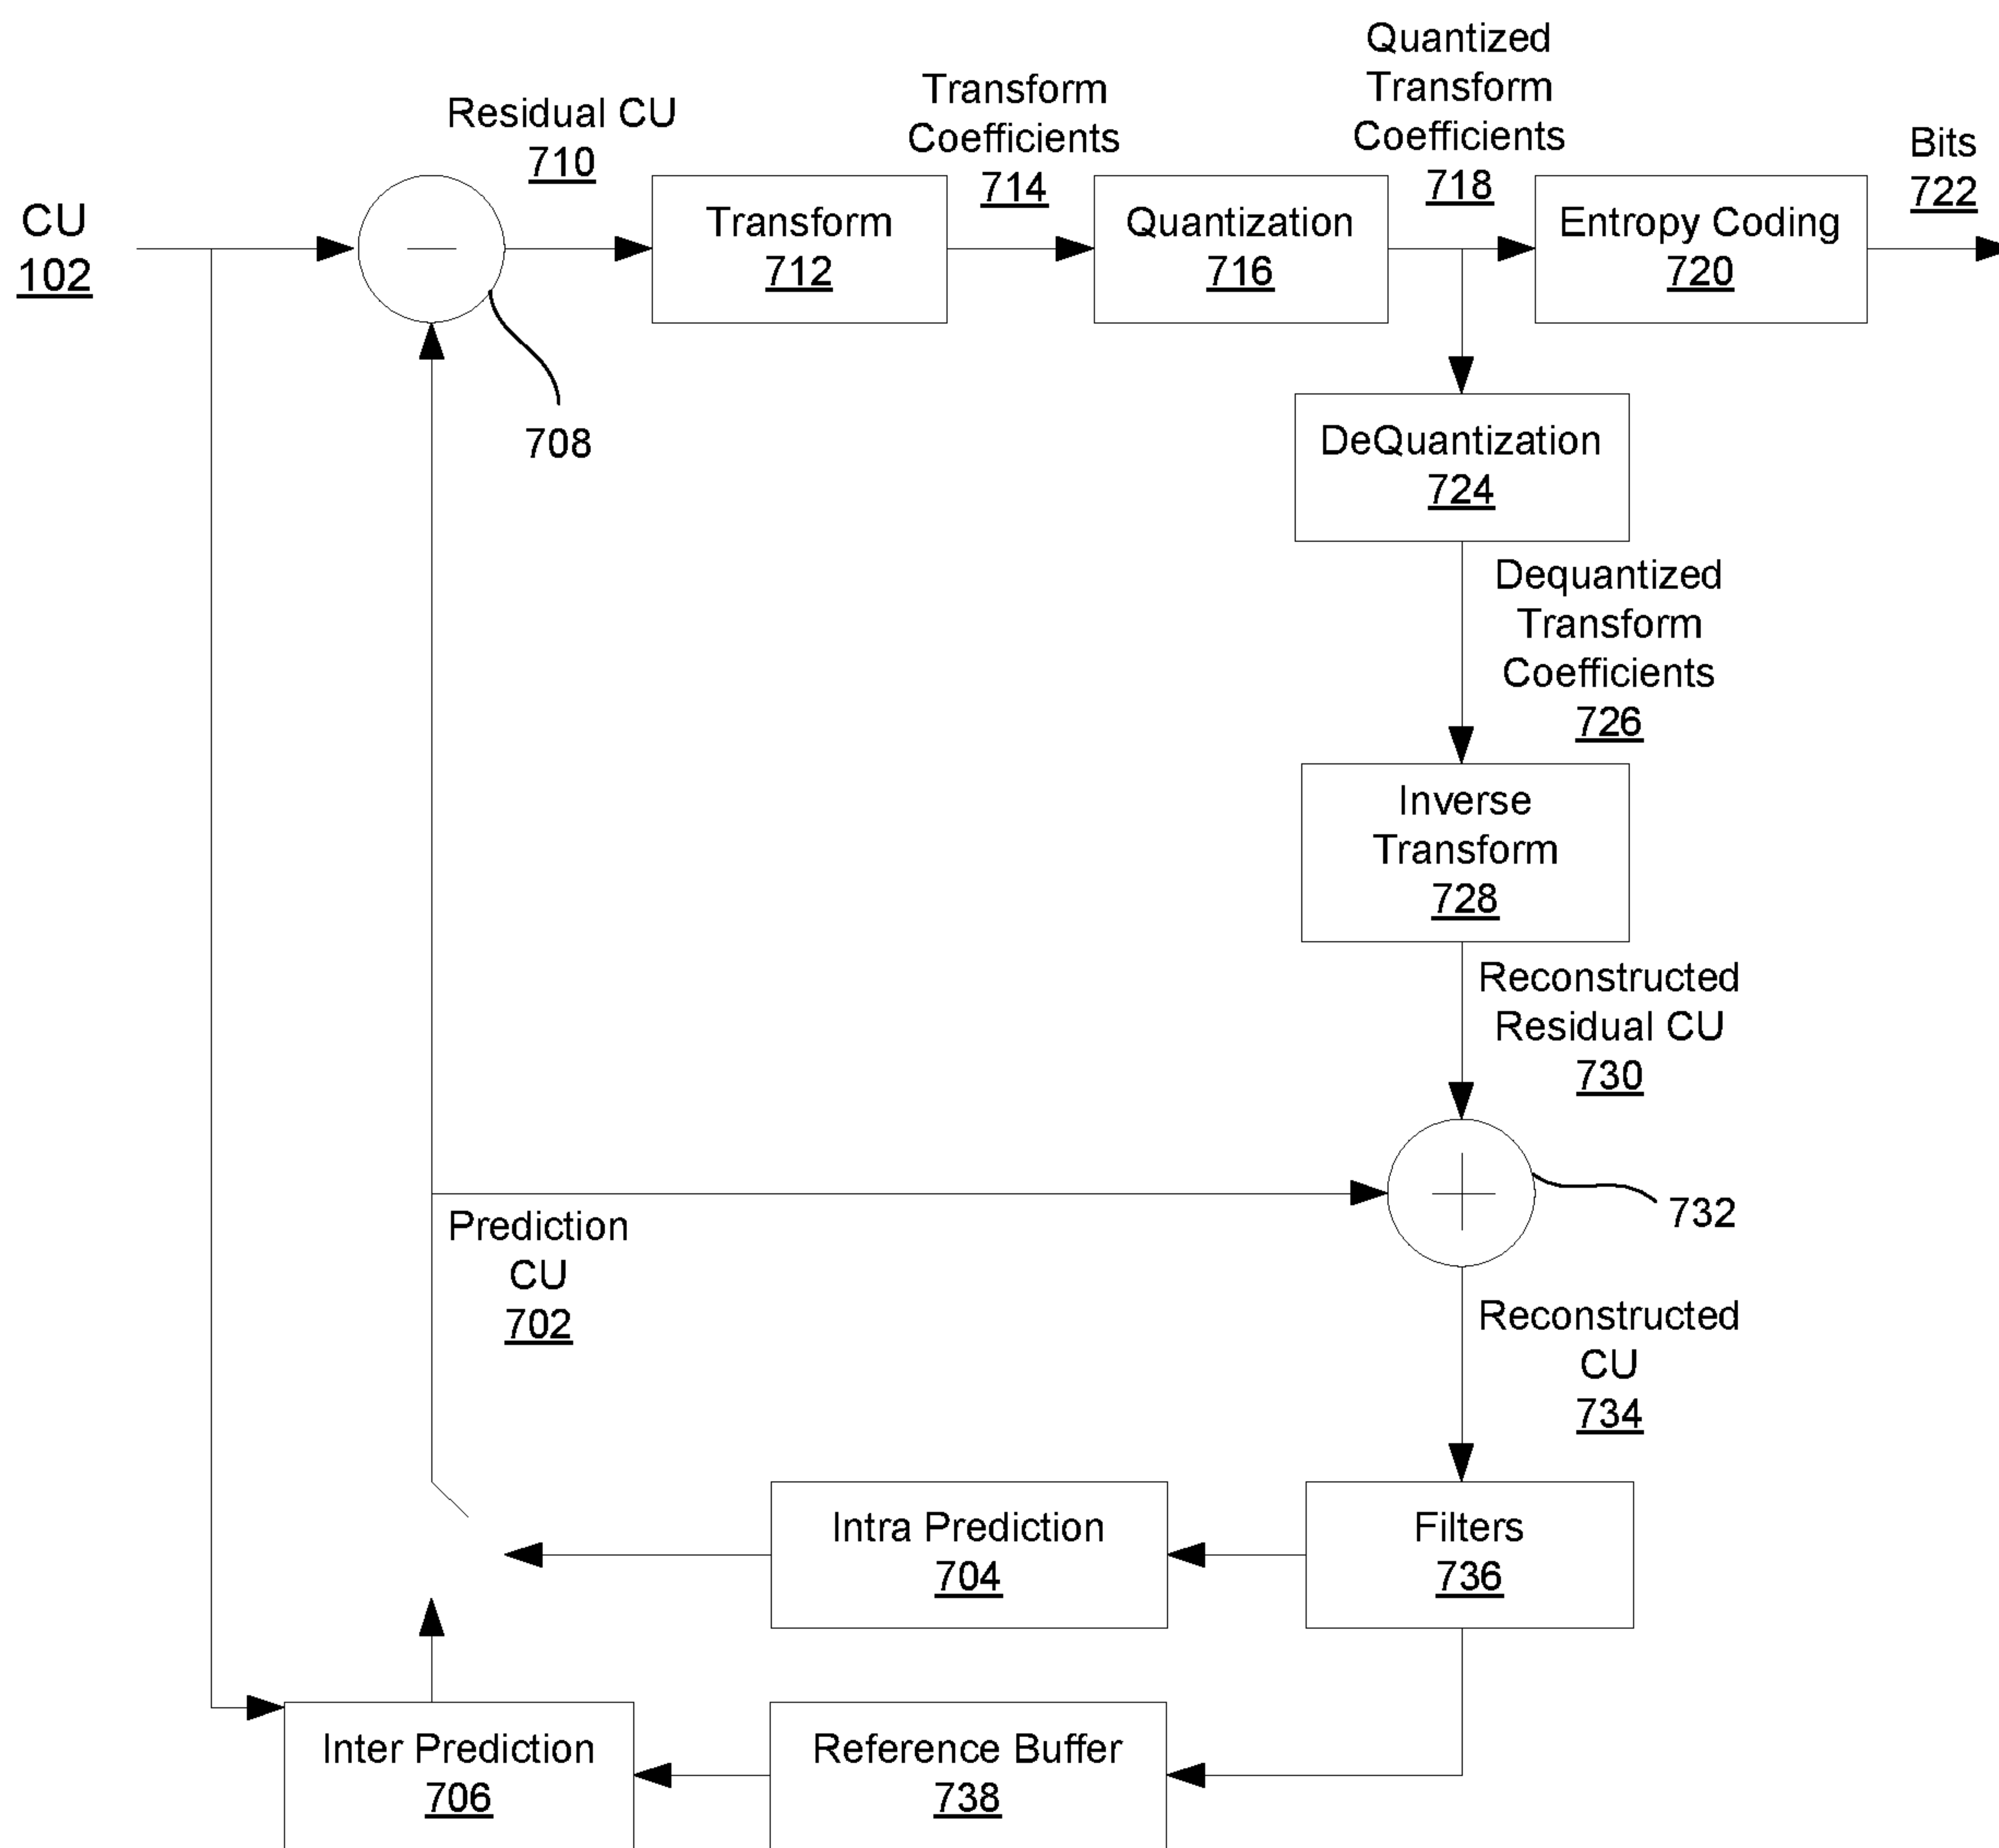 CU
102
Residual CU
710
Transform
Coefficients
714
Quantized
Transform
Coefficients
718
Bits
722
Transform
712
Quantization
716
Entropy Coding
720
708
DeQuantization
724
Dequantized
Transform
Coefficients
726
Inverse
Transform
728
Reconstructed
Residual CU
730
732
Prediction
CU
702
Reconstructed
CU
734
Intra Prediction
704
Filters
736
Inter Prediction
706
Reference Buffer
738